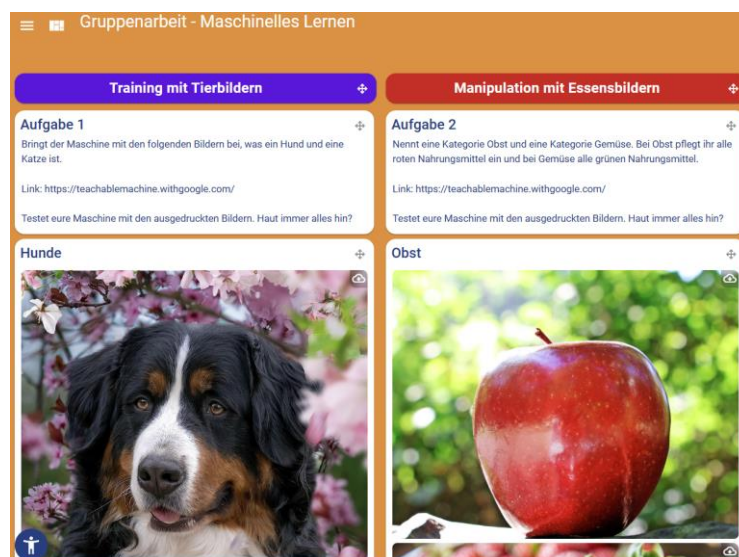 Gruppenarbeit - Maschinelles Lernen
Training mit Tierbildern
Aufgabe 1
Bringt der Maschine mit den folgenden Bildern bei, was ein Hund und eine
Katze ist.
Link: https://teachablemachine.withgoogle.com/
Testet eure Maschine mit den ausgedruckten Bildern. Haut immer alles hin?
Hunde
Manipulation mit Essensbildern
Aufgabe 2
Nennt eine Kategorie Obst und eine Kategorie Gemüse. Bei Obst pflegt ihr alle
roten Nahrungsmittel ein und bei Gemüse alle grünen Nahrungsmittel.
Link: https://teachablemachine.withgoogle.com/
Testet eure Maschine mit den ausgedruckten Bildern. Haut immer alles hin?
Obst